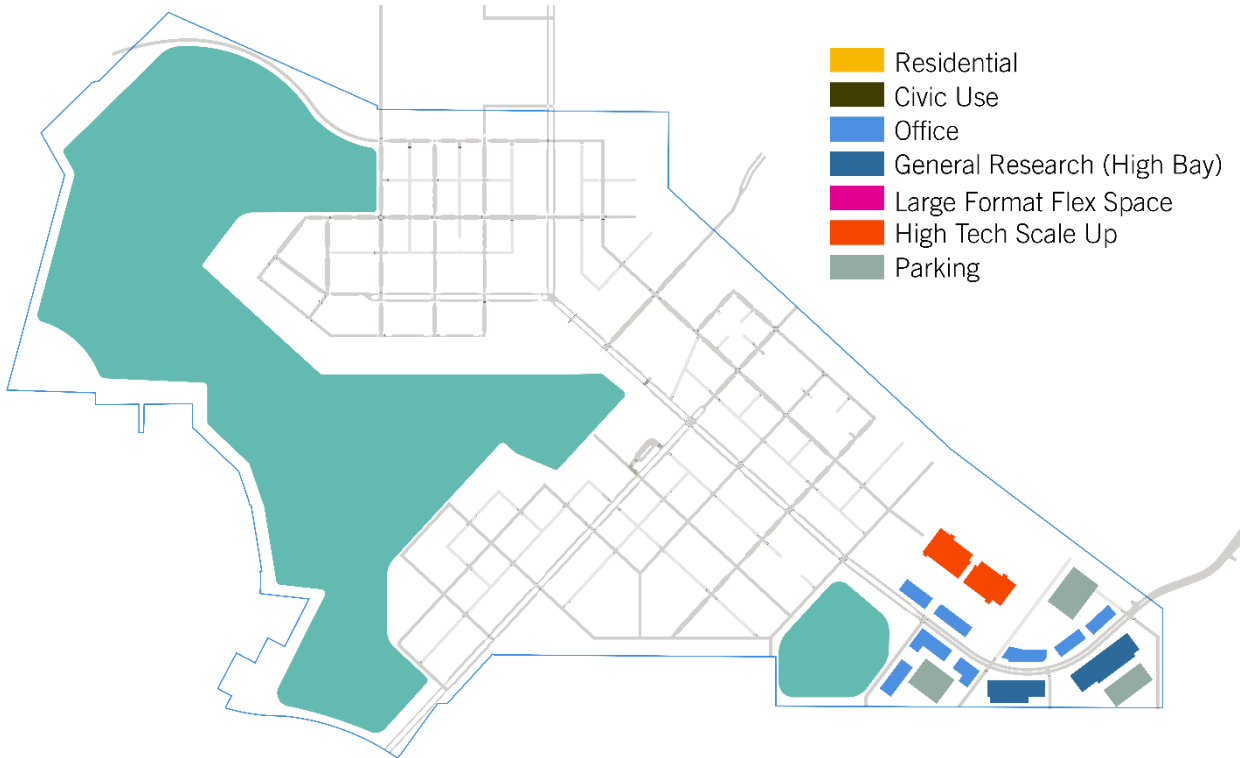 Residential
Civic Use
Office
General Research (High Bay)
Large Format Flex Space
High Tech Scale Up
Parking